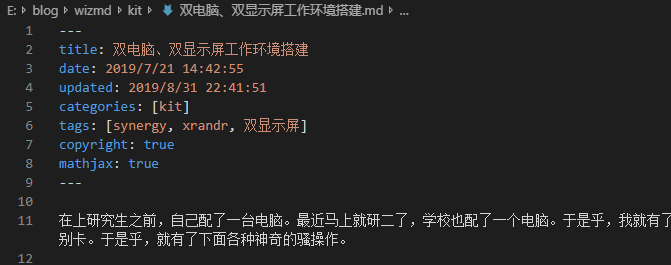 E: > blog > wizmd > kit > 双电脑、双显示屏工作环境搭建.md > ...
1 ---
2 title: 双电脑、双显示屏工作环境搭建
3 date: 2019/7/21 14:42:55
4 updated: 2019/8/31 22:41:51
5 categories: [kit]
6 tags: [synergy, xrandr, 双显示屏]
7 copyright: true
8 mathjax: true
9 ---
10
11 在上研究生之前，自己配了一台电脑。最近马上就研二了，学校也配了一个电脑。于是乎，我就有了
别卡。于是乎，就有了下面各种神奇的骚操作。
12